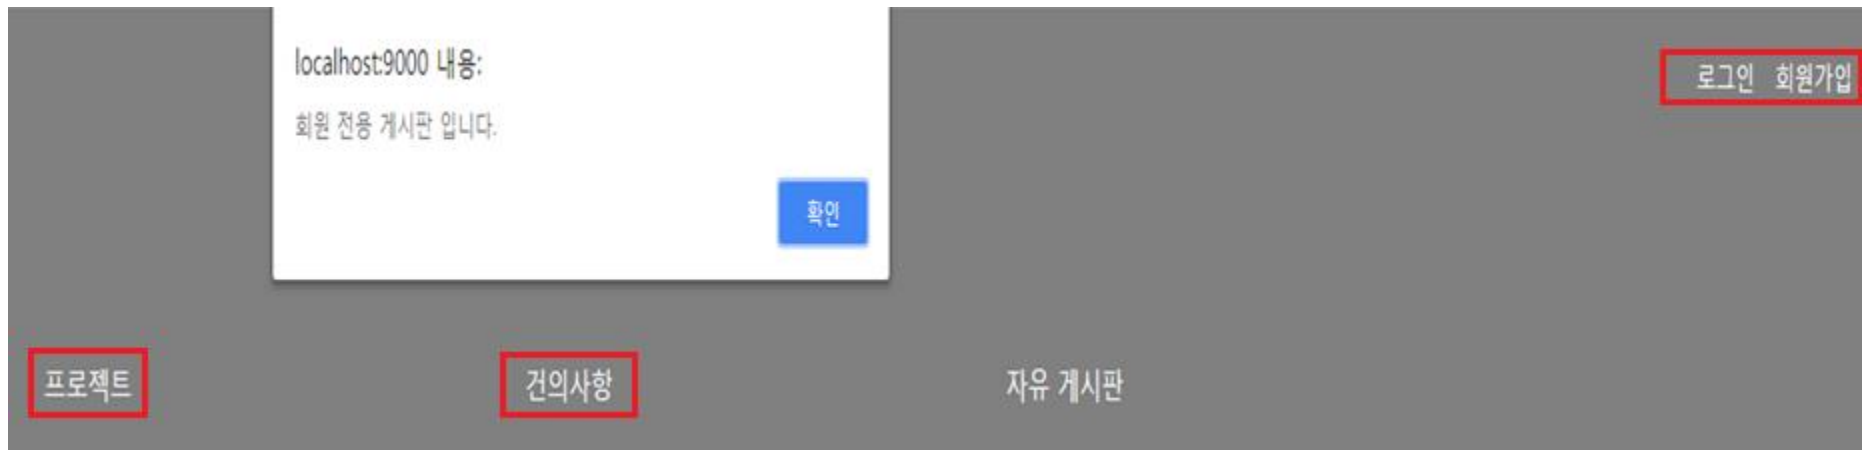 localhost:9000 내용:
로그인 회원가입
회원 전용 게시판 입니다.
확인
프로젝트 건의사항 자유 게시판